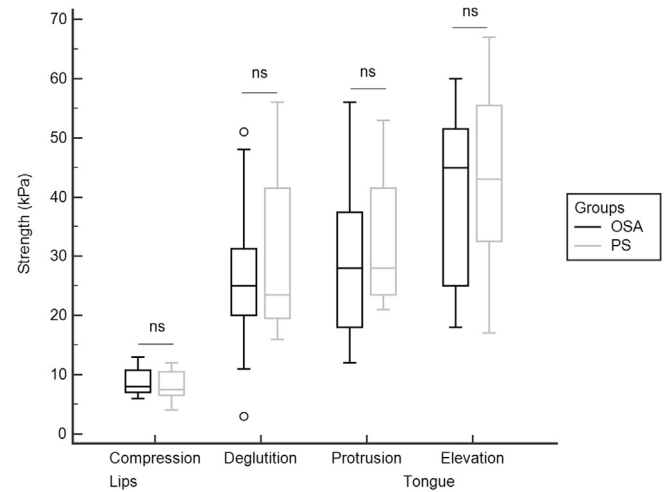 70
60
50
40
30
20
10
0
Strength (kPa)
ns
ns
ns
ns
Compression Deglutition Protrusion Elevation
Lips Tongue
Groups
OSA
PS